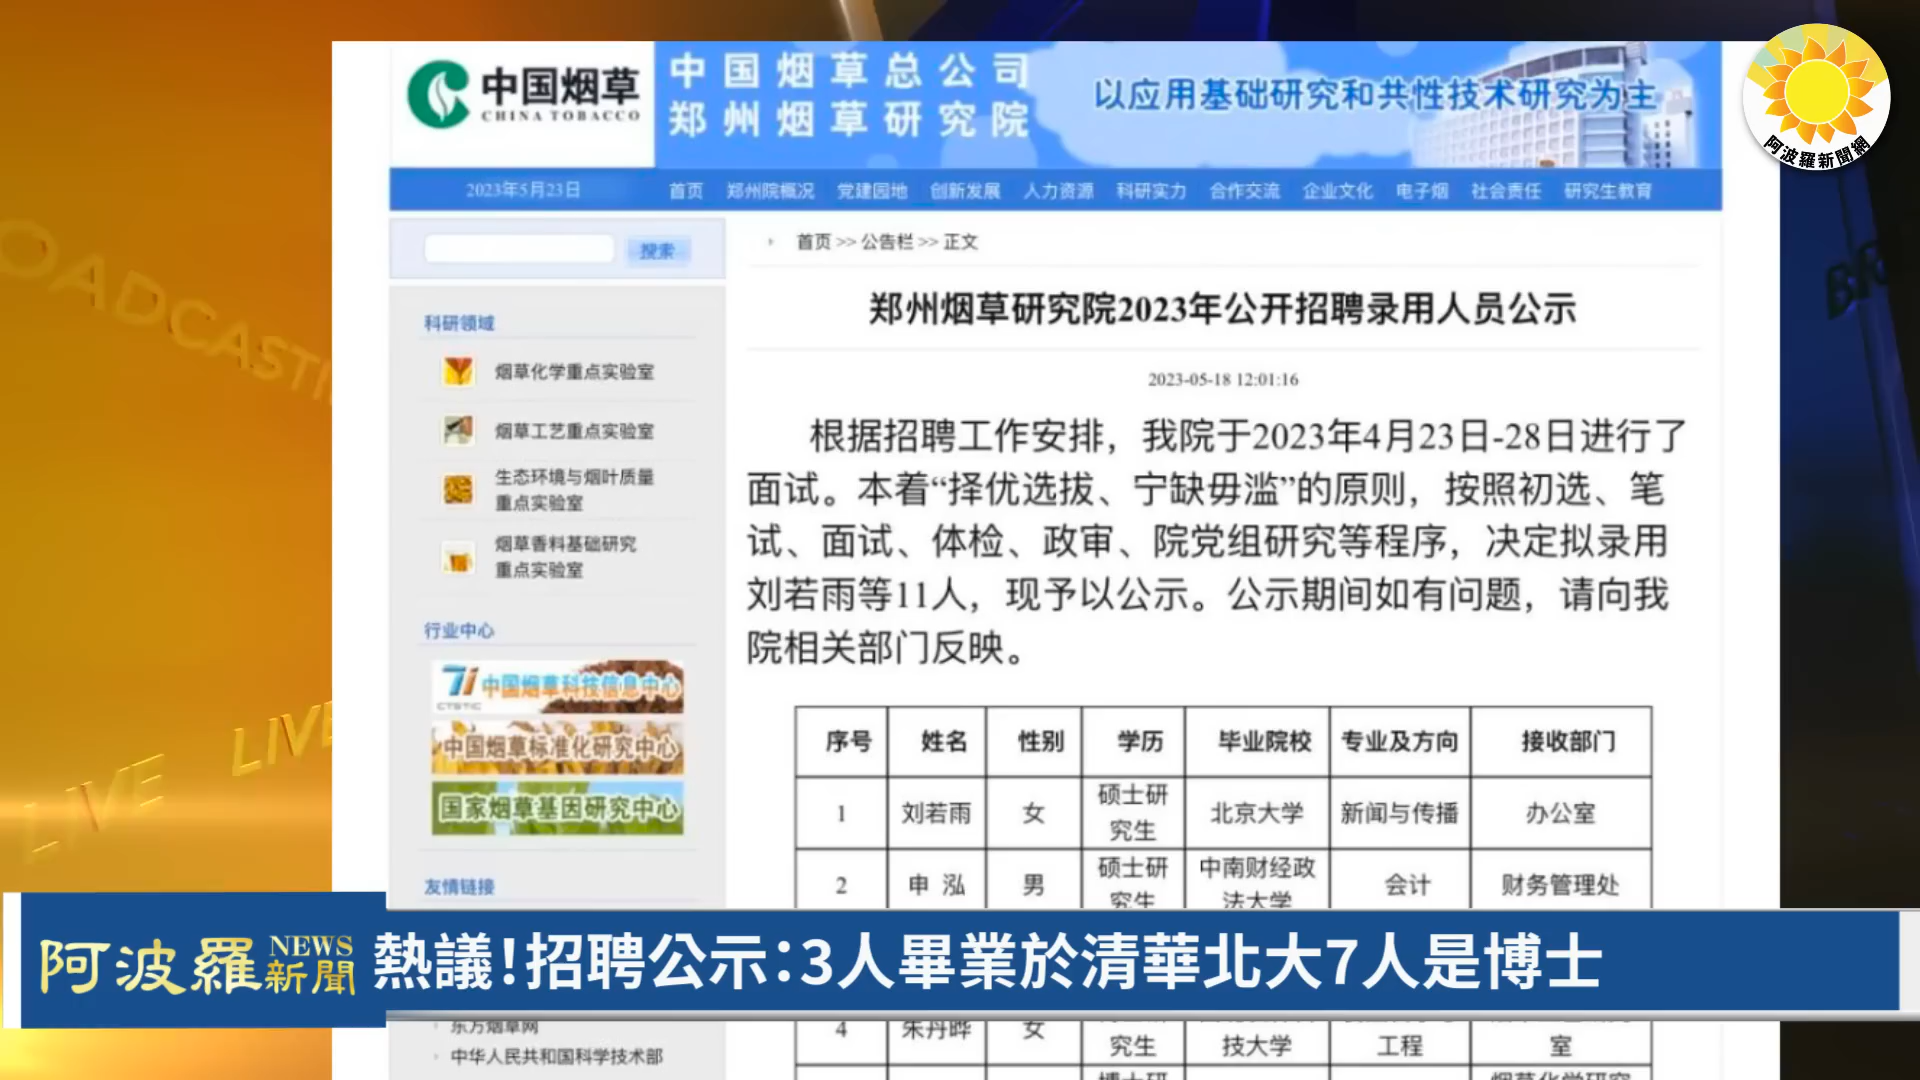 中国烟草
CHINA TOBACCO
中国烟草总公司
郑州烟草研究院
以应用基础研究和共性技术研究为主
阿波羅新聞網
2023年5月23日
首页 郑州院概况 党建园地 创新发展 人力资源 科研实力 合作交流 企业文化 电子烟 社会责任 研究生教育
搜索
首页 >> 公告栏 >> 正文
郑州烟草研究院2023年公开招聘录用人员公示
2023-05-18 12:01:16
根据招聘工作安排，我院于2023年4月23日-28日进行了
面试。本着“择优选拔、宁缺毋滥”的原则，按照初选、笔
试、面试、体检、政审、院党组研究等程序，决定拟录用
刘若雨等11人，现予以公示。公示期间如有问题，请向我
院相关部门反映。
科研领域
烟草化学重点实验室
烟草工艺重点实验室
生态环境与烟叶质量
重点实验室
烟草香料基础研究
重点实验室
行业中心
中国烟草科技信息中心
CTSTIC
中国烟草标准化研究中心
国家烟草基因研究中心
友情链接
序号 姓名 性别 学历 毕业院校 专业及方向 接收部门
1 刘若雨 女 硕士研究生 北京大学 新闻与传播 办公室
2 申 泓 男 硕士研究生 中南财经政法大学 会计 财务管理处
阿波羅新聞 NEWS
熱議！招聘公示：3人畢業於清華北大7人是博士
东方烟草网
中华人民共和国科学技术部
4 朱丹晔 女
究生 技大学 工程 室
OADCASTI
LIVE LIVE
BR